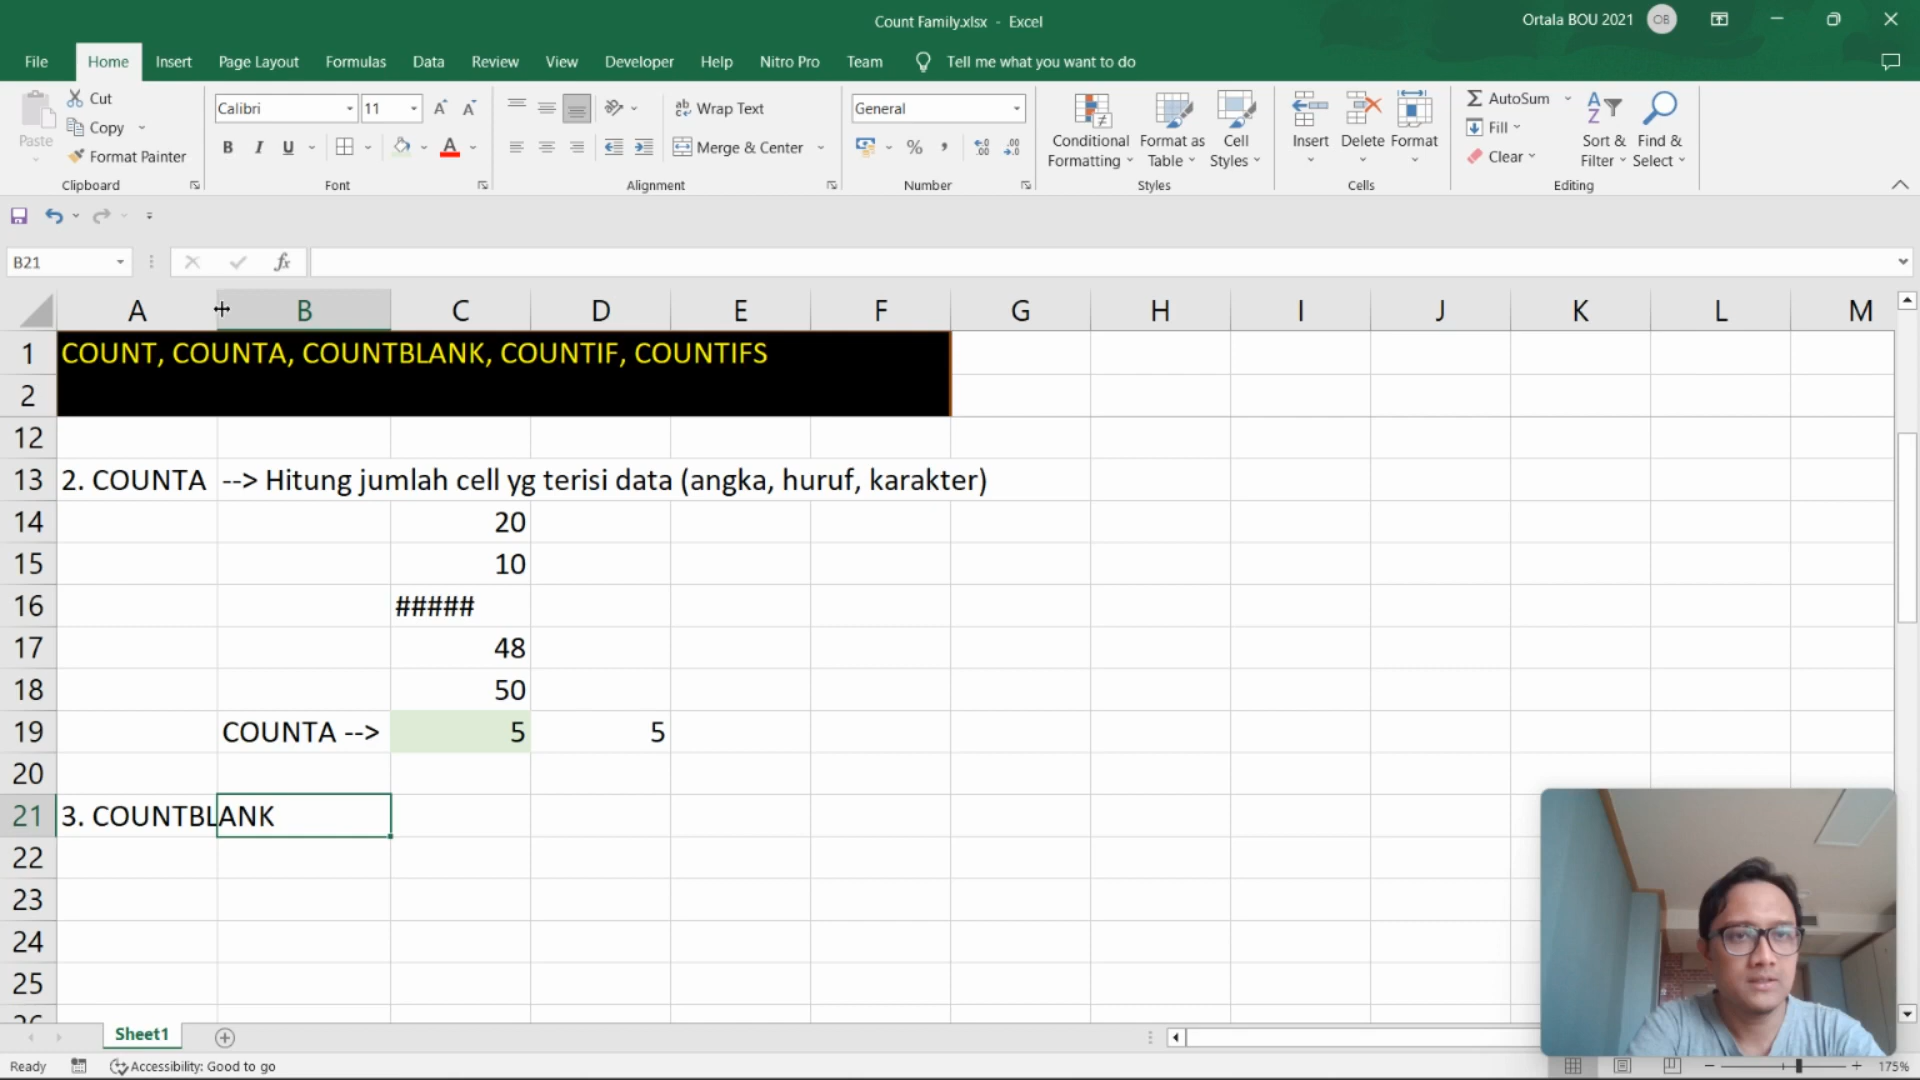 Count Family.xlsx - Excel
Ortala BOU 2021
OB
File
Home
Insert
Page Layout
Formulas
Data
Review
View
Developer
Help
Nitro Pro
Team
Tell me what you want to do
Paste
Cut
Copy
Format Painter
Clipboard
Calibri
11
B I U
Font
Wrap Text
Merge & Center
Alignment
General
Number
Conditional Formatting
Format as Table
Cell Styles
Styles
Insert
Delete
Format
Cells
AutoSum
Fill
Clear
Sort & Filter
Find & Select
Editing
B21
fx
A B C D E F G H I J K L M
1 COUNT, COUNTA, COUNTBLANK, COUNTIF, COUNTIFS
2
12
13 2. COUNTA --> Hitung jumlah cell yg terisi data (angka, huruf, karakter)
14 20
15 10
16 #####
17 48
18 50
19 COUNTA --> 5 5
20
21 3. COUNTBLANK
22
23
24
25
26
Sheet1
Ready
Accessibility: Good to go
175%